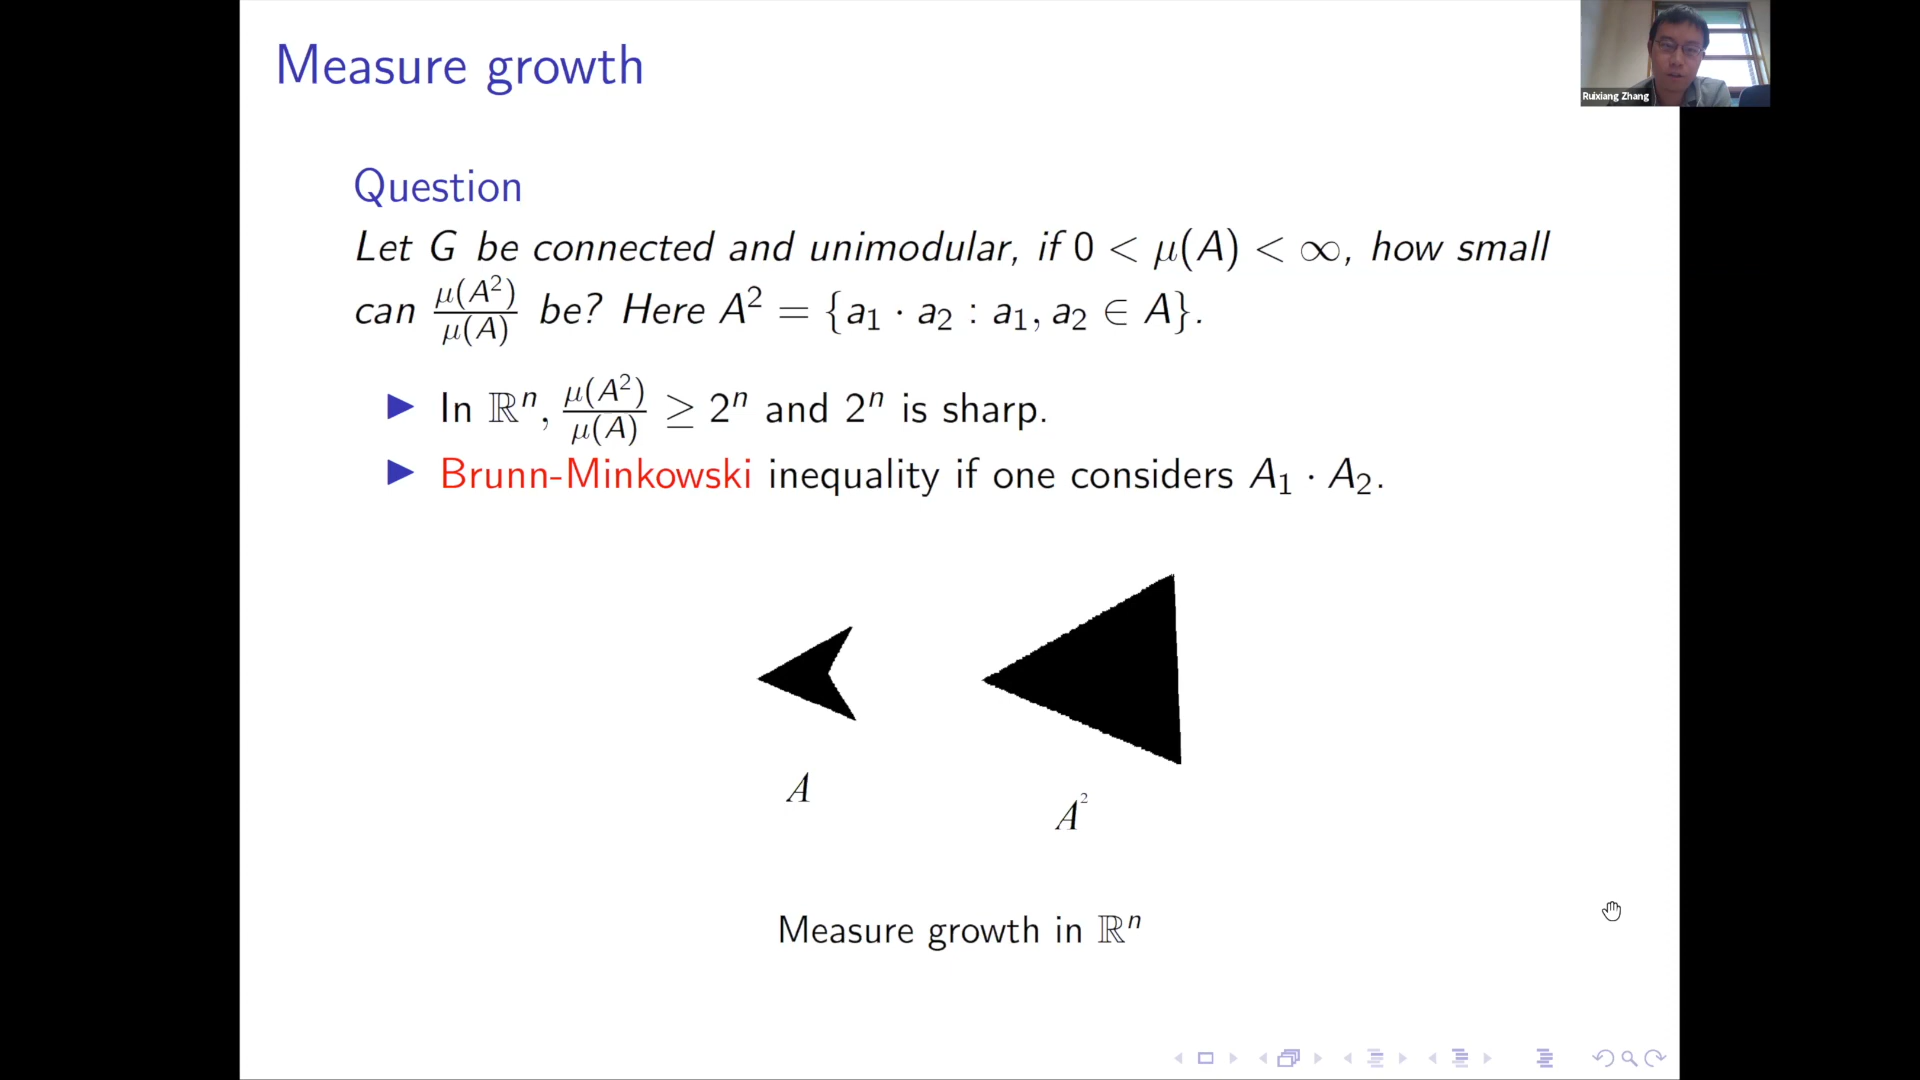 Measure growth
Ruixiang Zhang
Question
Let G be connected and unimodular, if 0 < μ(A) < ∞, how small
can μ(A²)/μ(A) be? Here A² = {a₁ · a₂ : a₁, a₂ ∈ A}.
▶ In ℝⁿ, μ(A²)/μ(A) ≥ 2ⁿ and 2ⁿ is sharp.
▶ Brunn-Minkowski inequality if one considers A₁ · A₂.
A
A²
Measure growth in ℝⁿ